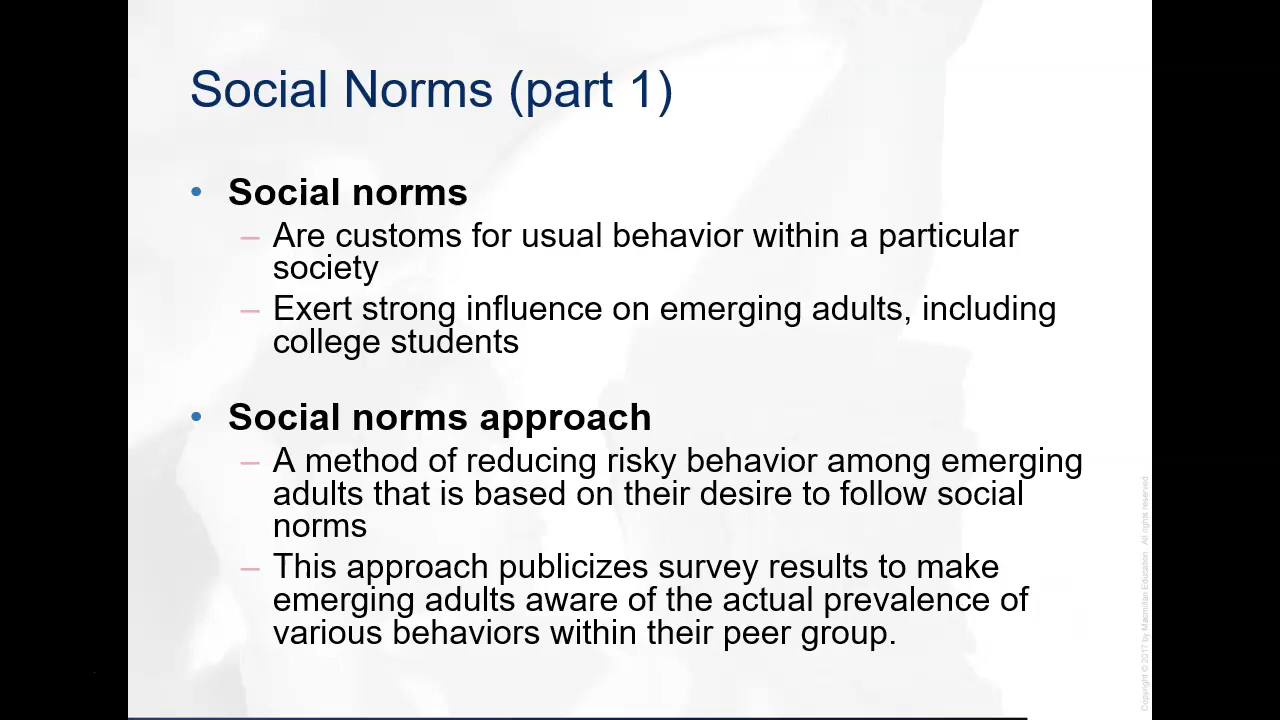 Social Norms (part 1)
• Social norms
– Are customs for usual behavior within a particular
society
– Exert strong influence on emerging adults, including
college students
• Social norms approach
– A method of reducing risky behavior among emerging
adults that is based on their desire to follow social
norms
– This approach publicizes survey results to make
emerging adults aware of the actual prevalence of
various behaviors within their peer group.
Copyright © 2017 by Macmillan Education. All rights reserved